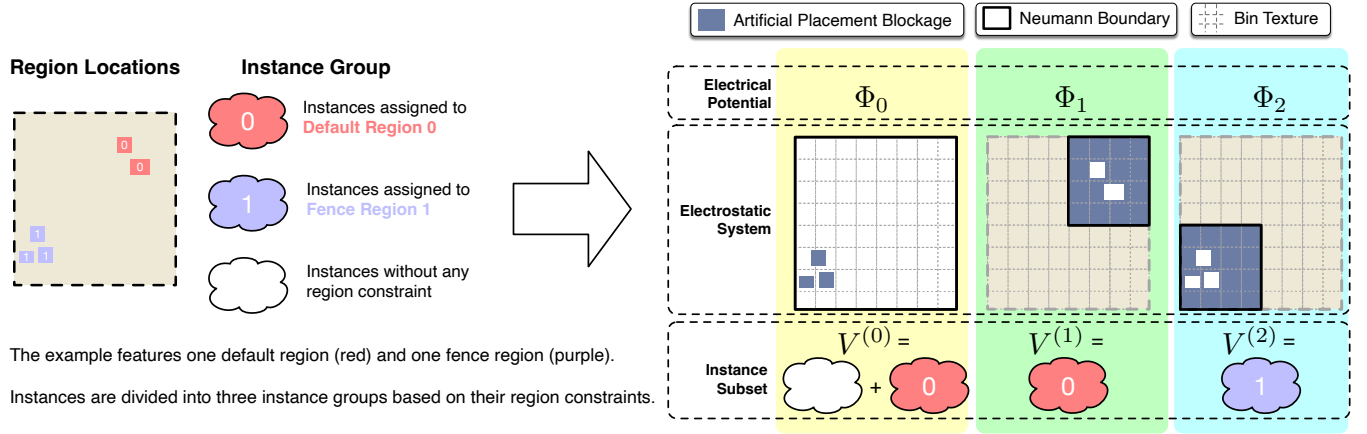 Artificial Placement Blockage
Neumann Boundary
Bin Texture
Region Locations
Instance Group
0
0
1
1
1
0
Instances assigned to
Default Region 0
1
Instances assigned to
Fence Region 1
Instances without any
region constraint
The example features one default region (red) and one fence region (purple).
Instances are divided into three instance groups based on their region constraints.
Electrical
Potential
Φ₀
Φ₁
Φ₂
Electrostatic
System
Instance
Subset
V⁽⁰⁾ =
+ 0
V⁽¹⁾ =
0
V⁽²⁾ =
1